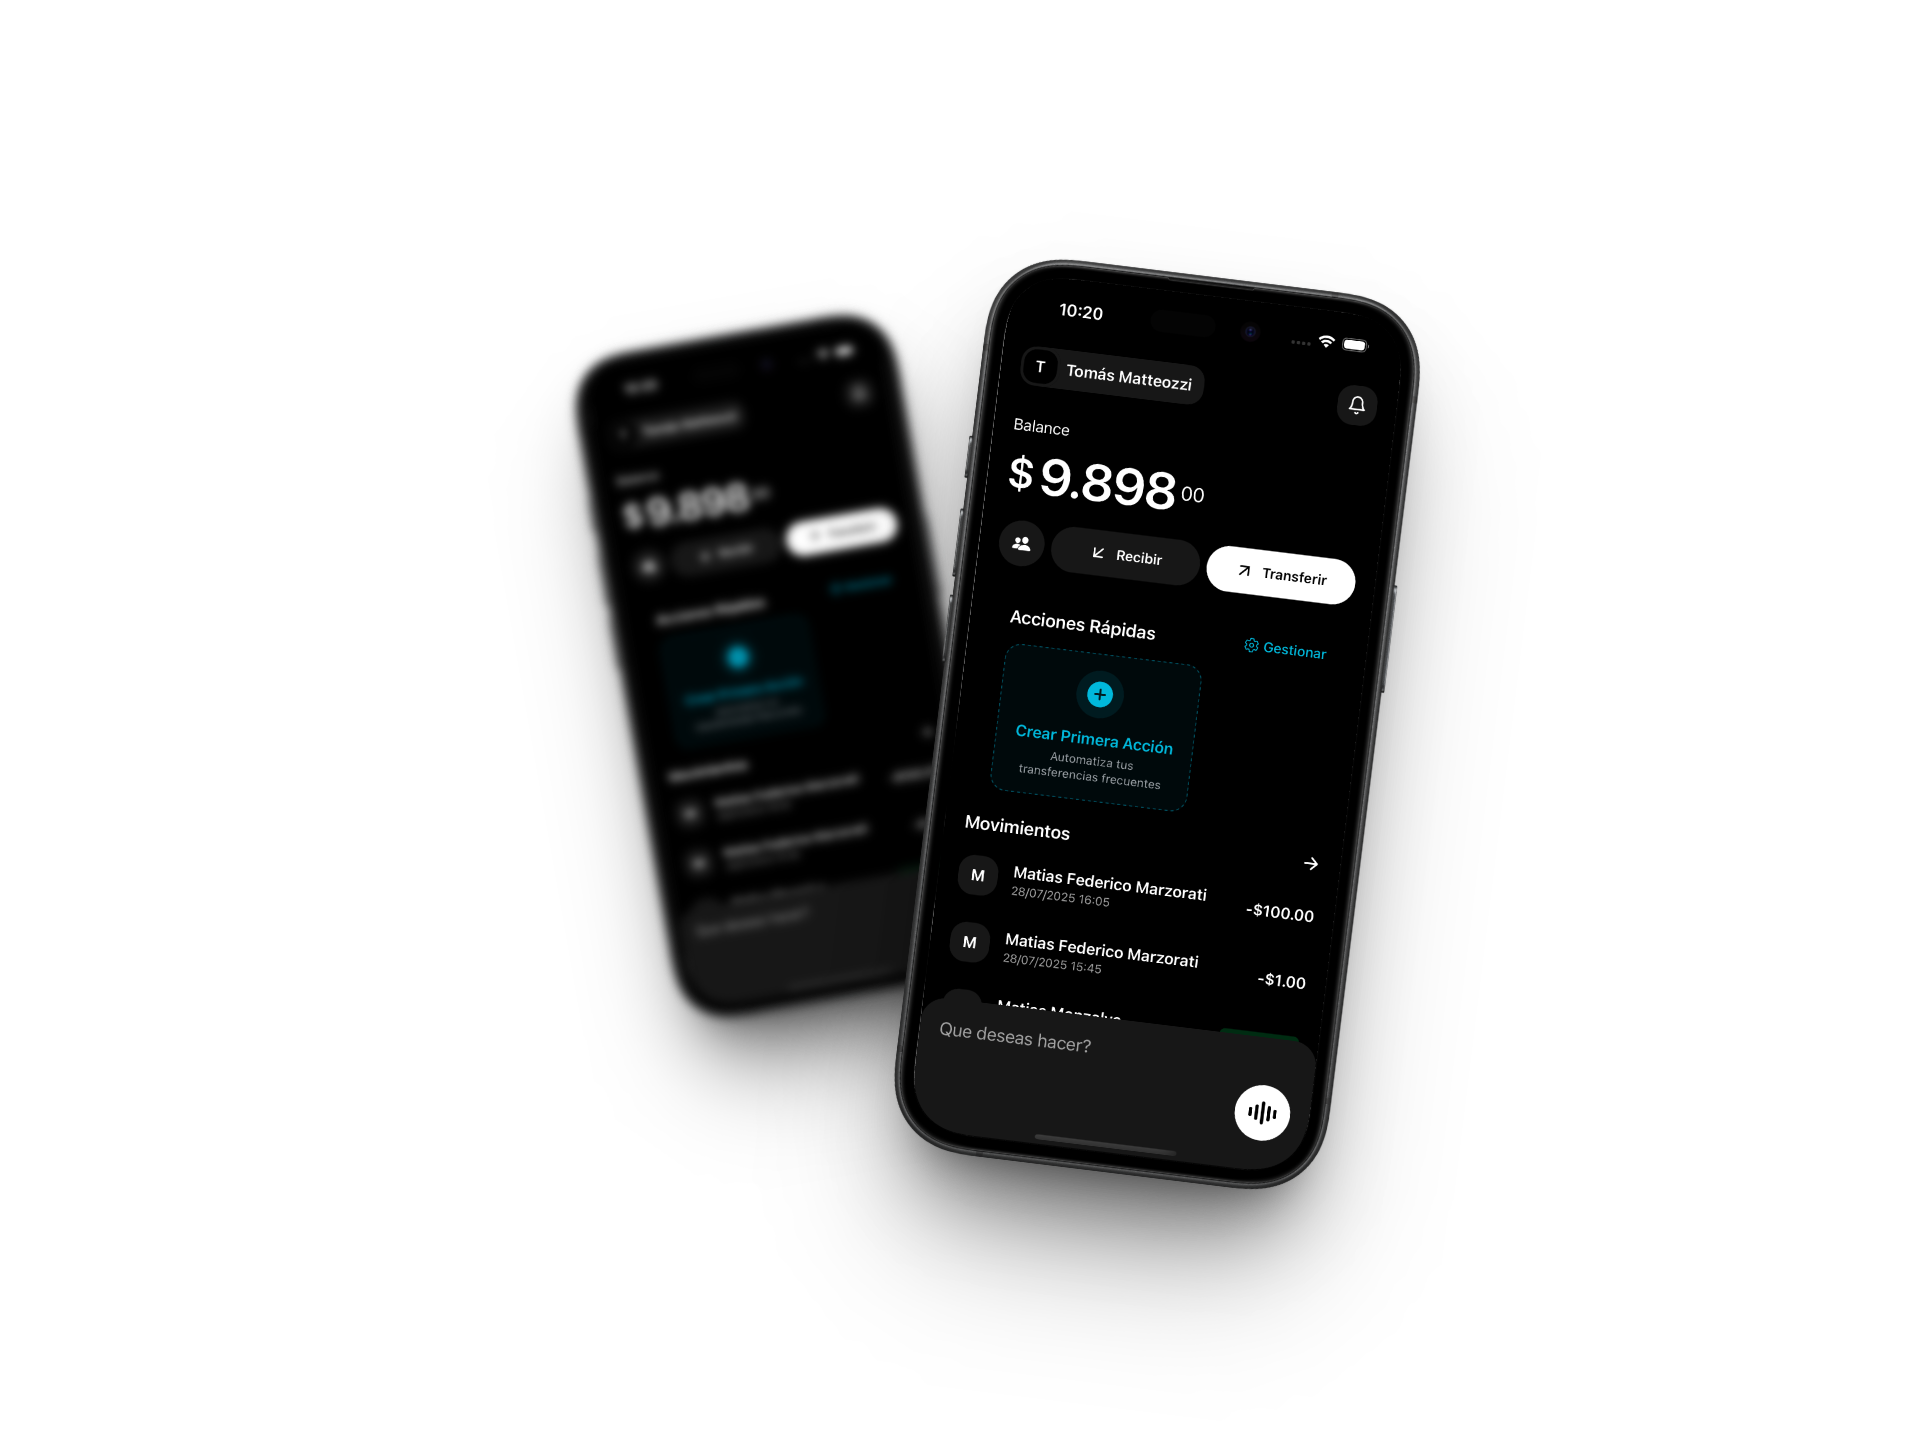 10:20
T Tomás Matteozzi
Balance
$ 9.898 00
Recibir
Transferir
Acciones Rápidas
Gestionar
Crear Primera Acción
Automatiza tus
transferencias frecuentes
Movimientos
M Matias Federico Marzorati
28/07/2025 16:05
-$100.00
M Matias Federico Marzorati
28/07/2025 15:45
-$1.00
Que deseas hacer?
$ 9.898